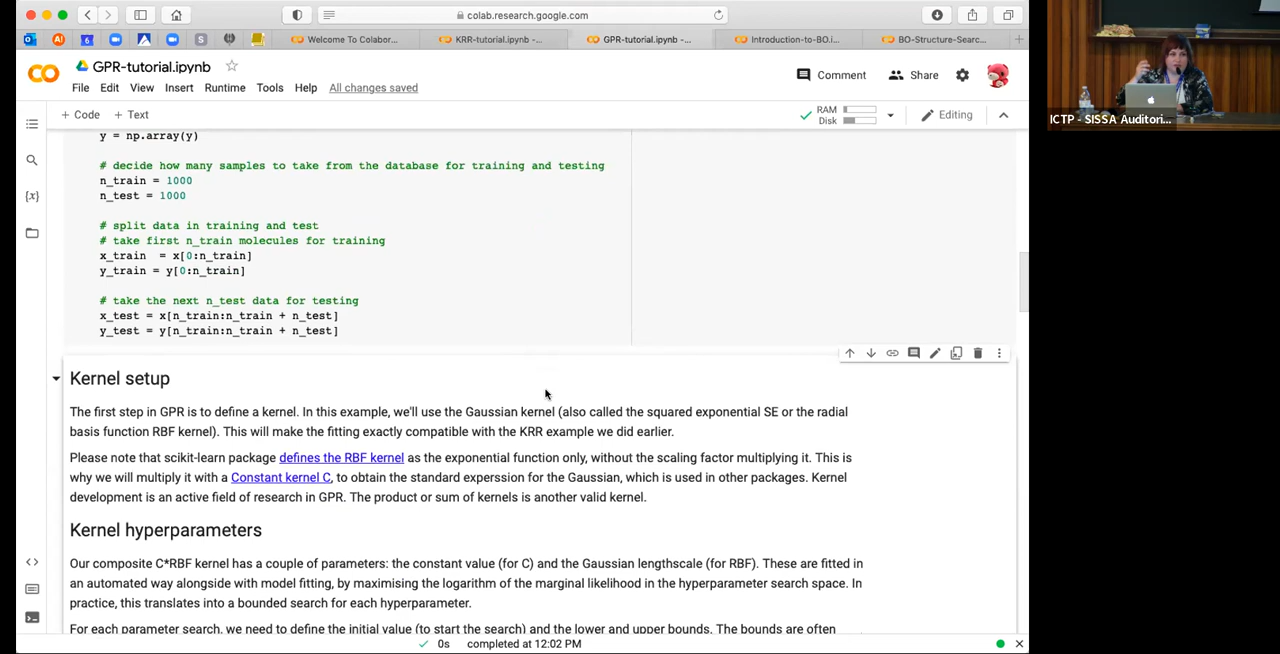 colab.research.google.com
Welcome To Colabor...
KRR-tutorial.ipynb -...
GPR-tutorial.ipynb -...
Introduction-to-BO.i...
BO-Structure-Searc...
GPR-tutorial.ipynb
Comment
Share
File Edit View Insert Runtime Tools Help All changes saved
+ Code + Text
RAM
Disk
Editing
y = np.array(y)
# decide how many samples to take from the database for training and testing
n_train = 1000
n_test = 1000
# split data in training and test
# take first n_train molecules for training
x_train = x[0:n_train]
y_train = y[0:n_train]
# take the next n_test data for testing
x_test = x[n_train:n_train + n_test]
y_test = y[n_train:n_train + n_test]
Kernel setup
The first step in GPR is to define a kernel. In this example, we'll use the Gaussian kernel (also called the squared exponential SE or the radial
basis function RBF kernel). This will make the fitting exactly compatible with the KRR example we did earlier.
Please note that scikit-learn package defines the RBF kernel as the exponential function only, without the scaling factor multiplying it. This is
why we will multiply it with a Constant kernel C, to obtain the standard experssion for the Gaussian, which is used in other packages. Kernel
development is an active field of research in GPR. The product or sum of kernels is another valid kernel.
Kernel hyperparameters
Our composite C*RBF kernel has a couple of parameters: the constant value (for C) and the Gaussian lengthscale (for RBF). These are fitted in
an automated way alongside with model fitting, by maximising the logarithm of the marginal likelihood in the hyperparameter search space. In
practice, this translates into a bounded search for each hyperparameter.
For each parameter search, we need to define the initial value (to start the search) and the lower and upper bounds. The bounds are often
0s completed at 12:02 PM
ICTP - SISSA Auditori...